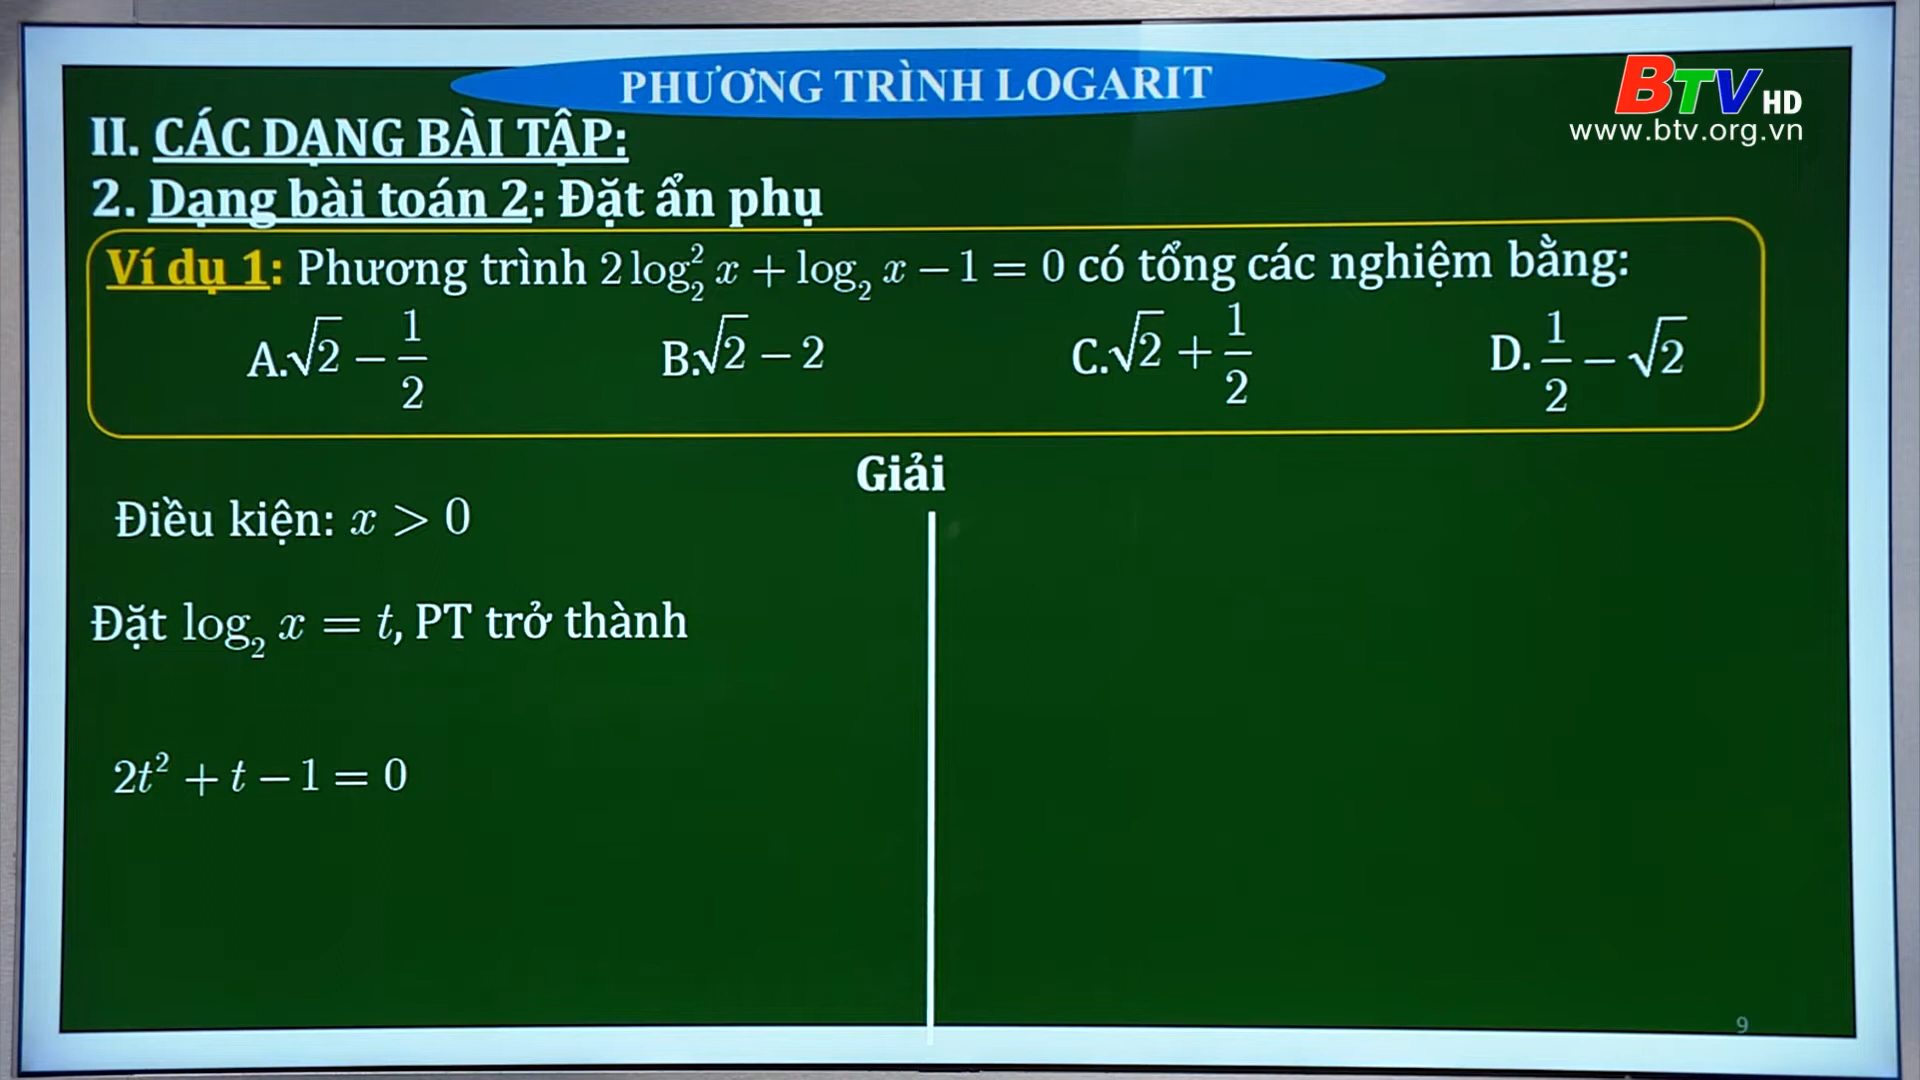 PHƯƠNG TRÌNH LOGARIT
BTV HD
www.btv.org.vn
II. CÁC DẠNG BÀI TẬP:
2. Dạng bài toán 2: Đặt ẩn phụ
Ví dụ 1: Phương trình 2 log₂² x + log₂ x − 1 = 0 có tổng các nghiệm bằng:
A. √2 − 1/2 B. √2 − 2 C. √2 + 1/2 D. 1/2 − √2
Giải
Điều kiện: x > 0
Đặt log₂ x = t, PT trở thành
2t² + t − 1 = 0
9